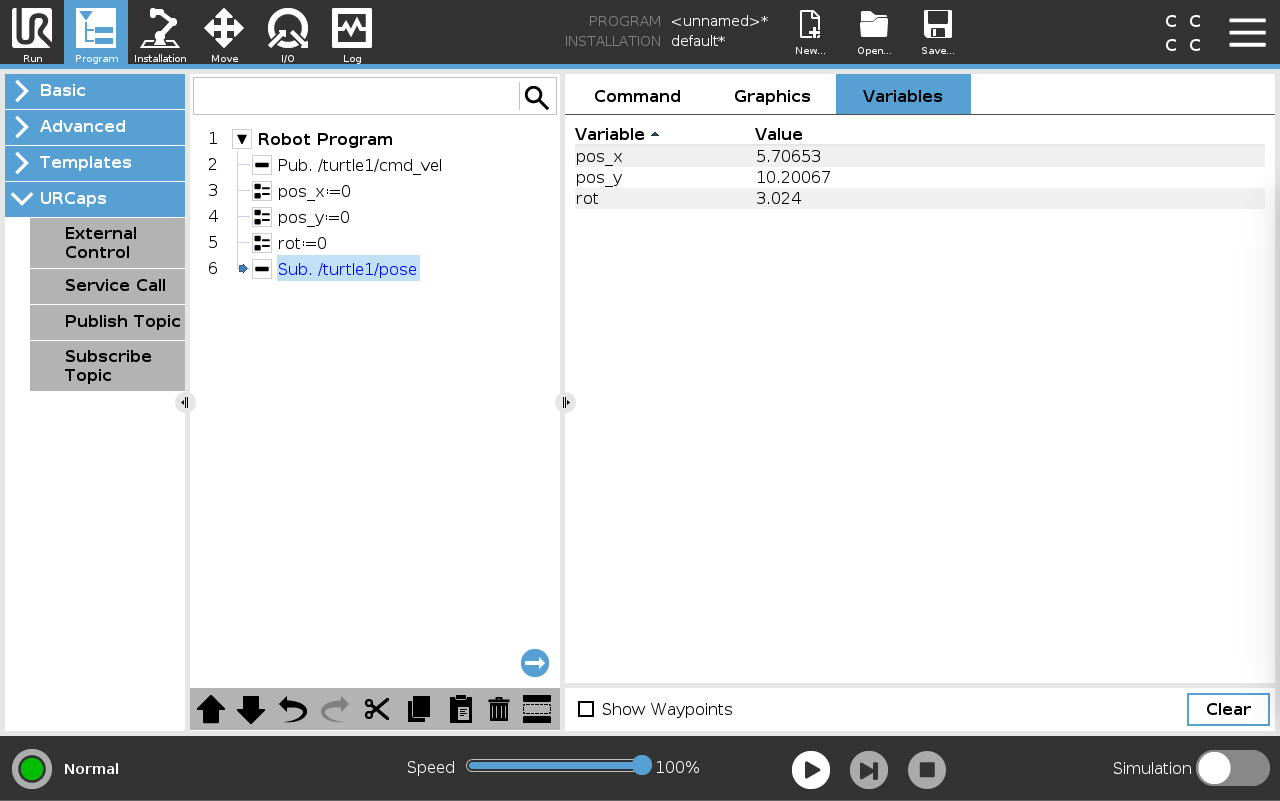 UR
PROGRAM <unnamed>*
INSTALLATION default*
C C
C C
Run Program Installation Move I/O Log New... Open... Save...
Basic
Advanced
Templates
URCaps
External
Control
Service Call
Publish Topic
Subscribe
Topic
1 Robot Program
2 Pub. /turtle1/cmd_vel
3 pos_x:=0
4 pos_y:=0
5 rot:=0
6 Sub. /turtle1/pose
Command Graphics Variables
Variable Value
pos_x 5.70653
pos_y 10.20067
rot 3.024
Show Waypoints Clear
Normal Speed 100% Simulation